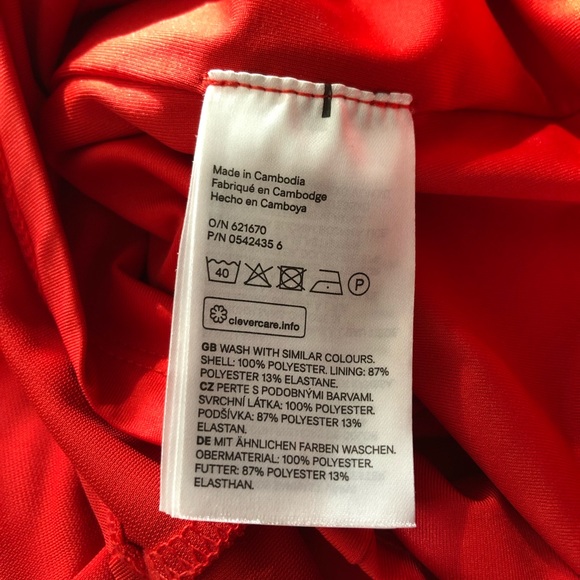 Made in Cambodia
Fabriqué en Cambodge
Hecho en Camboya
O/N 621670
P/N 0542435 6
40 P
clevercare.info
GB WASH WITH SIMILAR COLOURS.
SHELL: 100% POLYESTER. LINING: 87%
POLYESTER 13% ELASTANE.
CZ PERTE S PODOBNÝMI BARVAMI.
SVRCHNÍ LÁTKA: 100% POLYESTER.
PODŠÍVKA: 87% POLYESTER 13%
ELASTAN.
DE MIT ÄHNLICHEN FARBEN WASCHEN.
OBERMATERIAL: 100% POLYESTER.
FUTTER: 87% POLYESTER 13%
ELASTHAN.